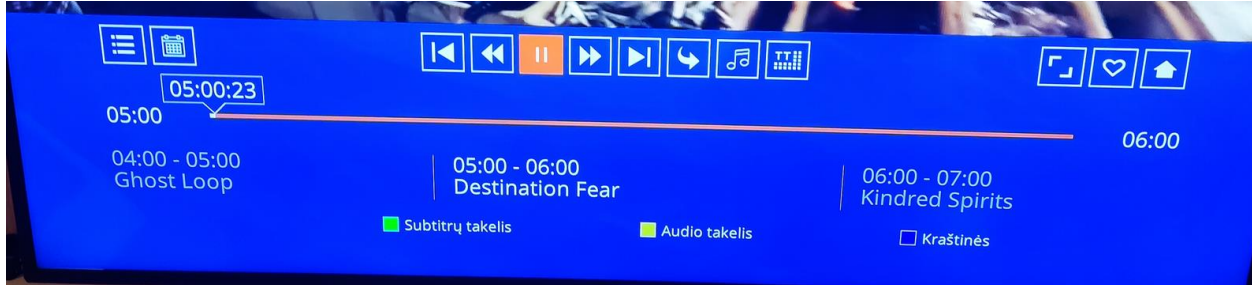 TT
05:00:23
05:00
06:00
04:00 - 05:00
Ghost Loop
05:00 - 06:00
Destination Fear
06:00 - 07:00
Kindred Spirits
Subtitrų takelis
Audio takelis
Kraštinės